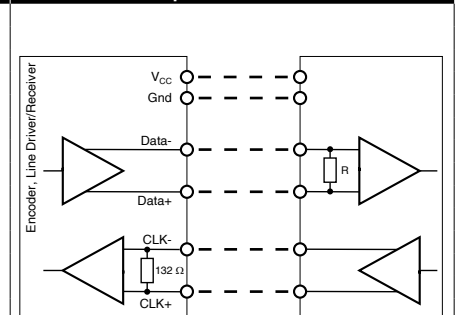 Encoder, Line Driver/Receiver
VCC
Gnd
Data-
R
Data+
CLK-
132 Ω
CLK+